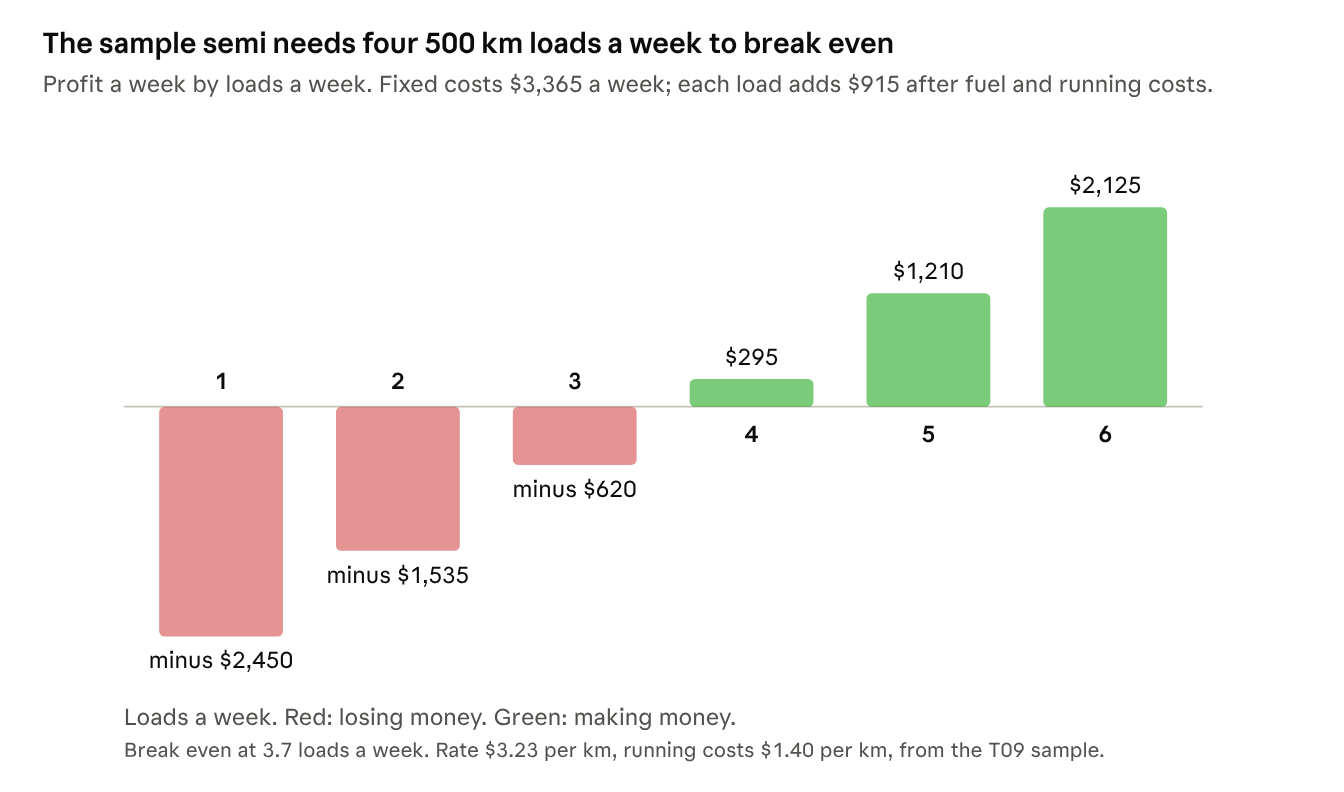 The sample semi needs four 500 km loads a week to break even
Profit a week by loads a week. Fixed costs $3,365 a week; each load adds $915 after fuel and running costs.
$2,125
$1,210
$295
1
2
3
4
5
6
minus $620
minus $1,535
minus $2,450
Loads a week. Red: losing money. Green: making money.
Break even at 3.7 loads a week. Rate $3.23 per km, running costs $1.40 per km, from the T09 sample.